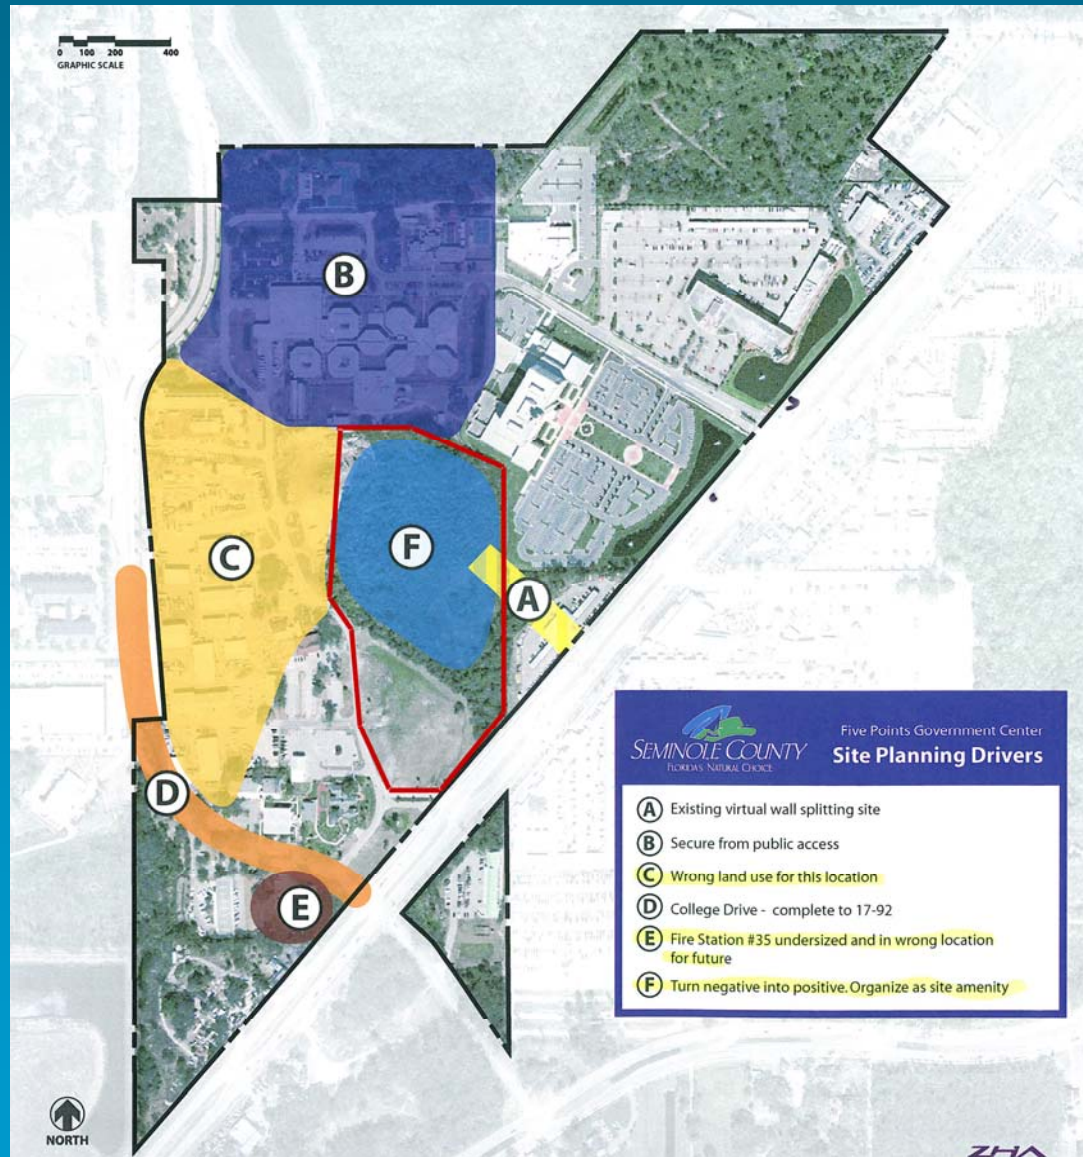 0 100 200 400
GRAPHIC SCALE
B
C
F
A
D
E
SEMINOLE COUNTY
FLORIDA'S NATURAL CHOICE
Five Points Government Center
Site Planning Drivers
A Existing virtual wall splitting site
B Secure from public access
C Wrong land use for this location
D College Drive - complete to 17-92
E Fire Station #35 undersized and in wrong location
for future
F Turn negative into positive. Organize as site amenity
NORTH
ZHA